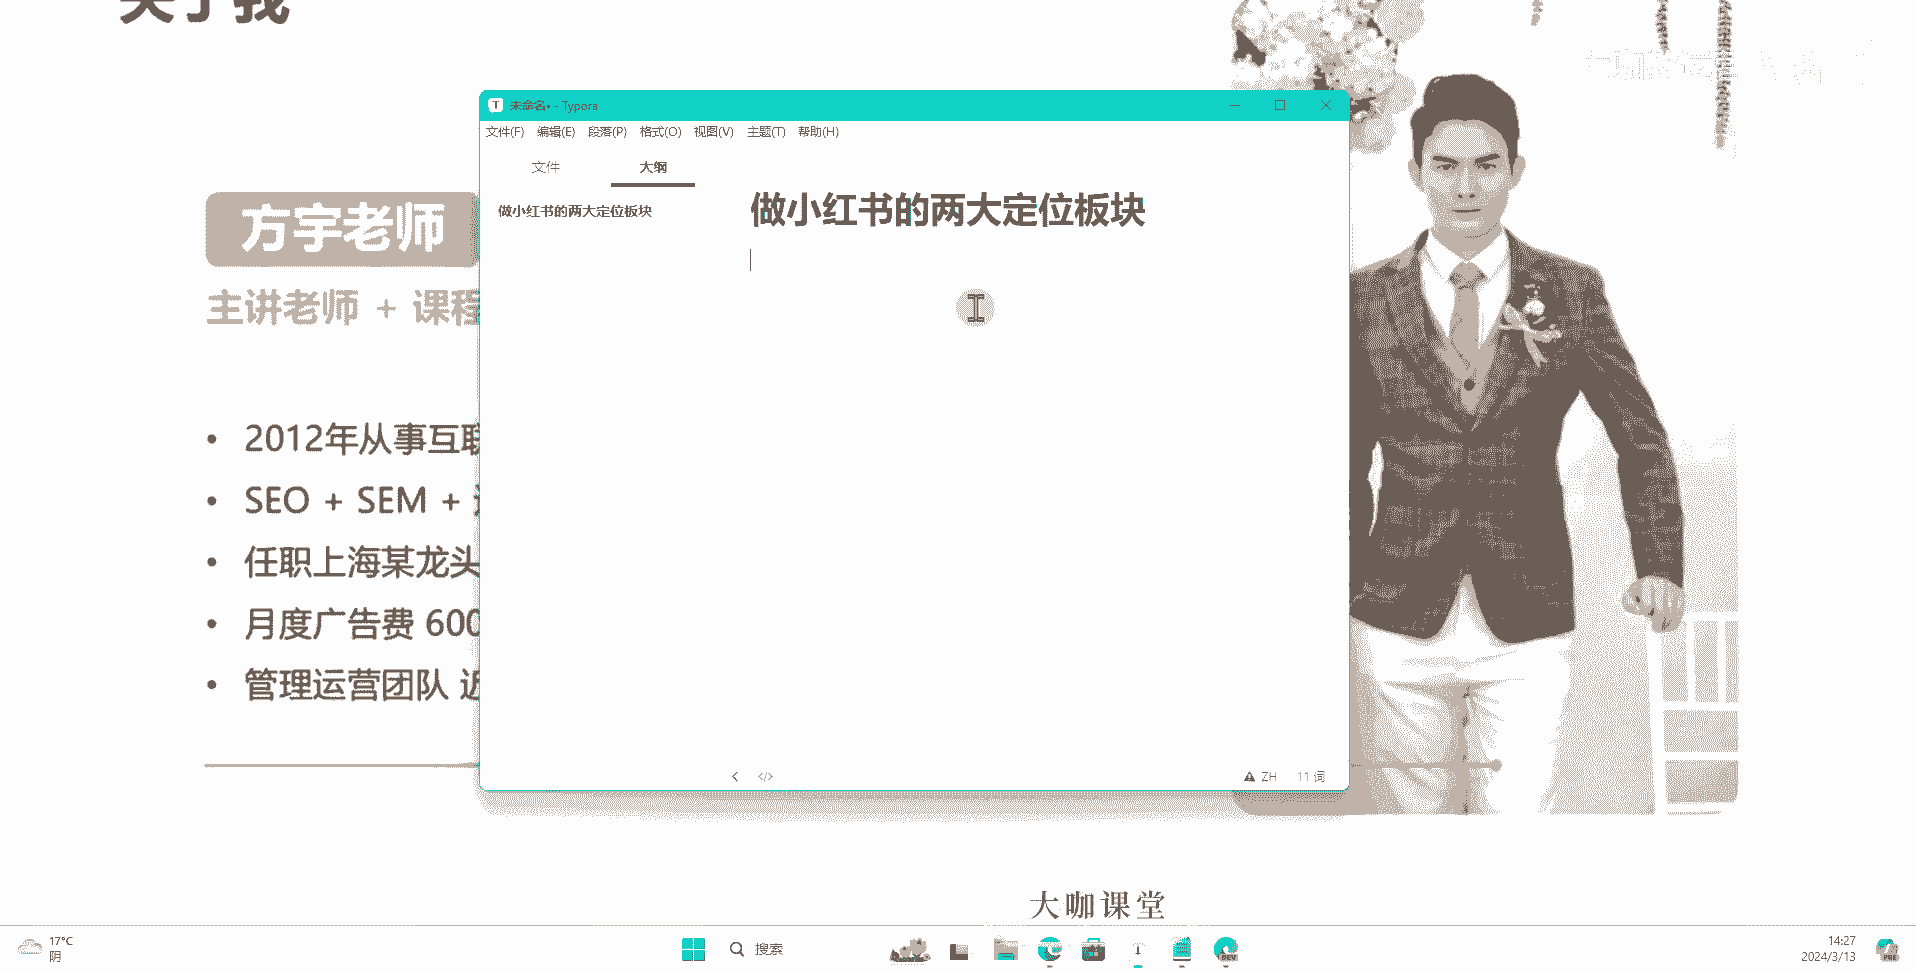 关于我
方宇老师
主讲老师 + 课程
2012年从事互联
SEO + SEM +
任职上海某龙头
月度广告费 600
管理运营团队 近
未命名• - Typora
文件(F) 编辑(E) 段落(P) 格式(O) 视图(V) 主题(T) 帮助(H)
文件 大纲
做小红书的两大定位板块
做小红书的两大定位板块
ZH 11 词
大咖课堂
17°C
阴
搜索
14:27
2024/3/13
DEV
PRE